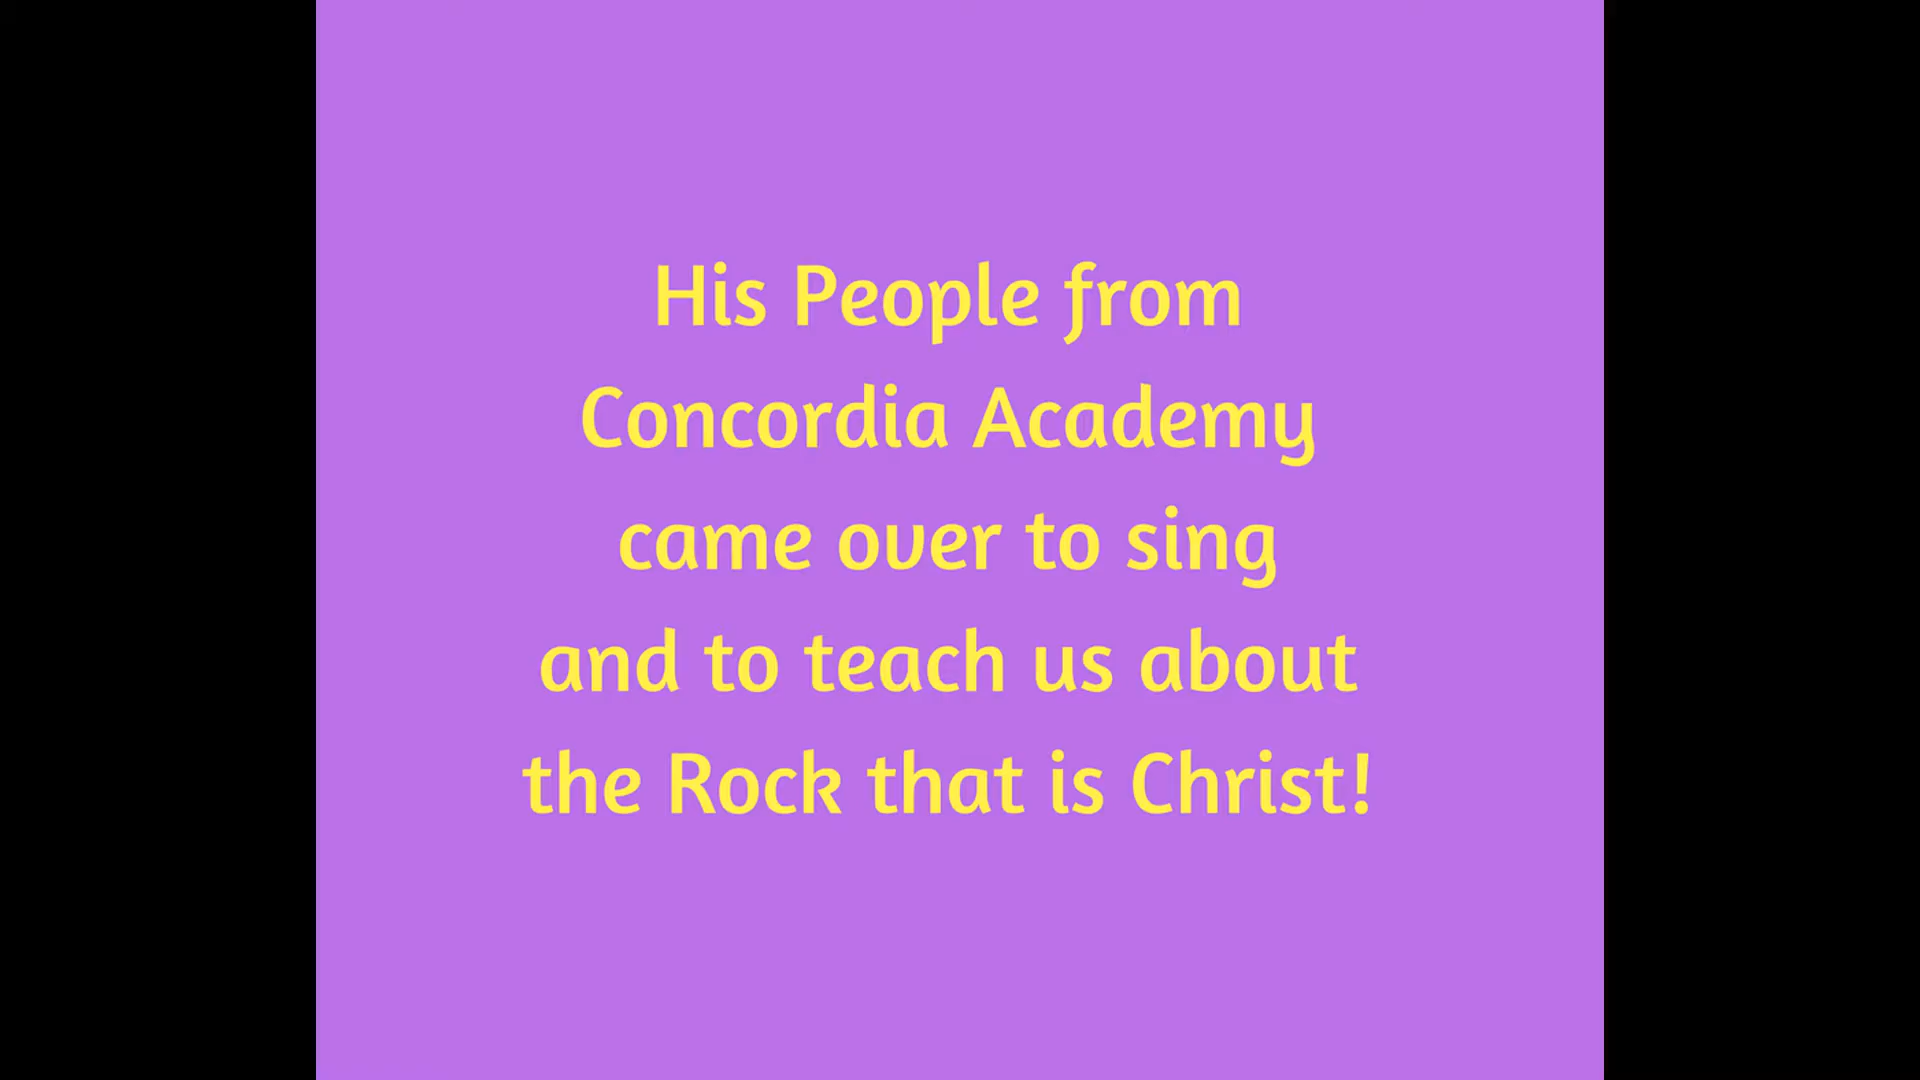 His People from
Concordia Academy
came over to sing
and to teach us about
the Rock that is Christ!